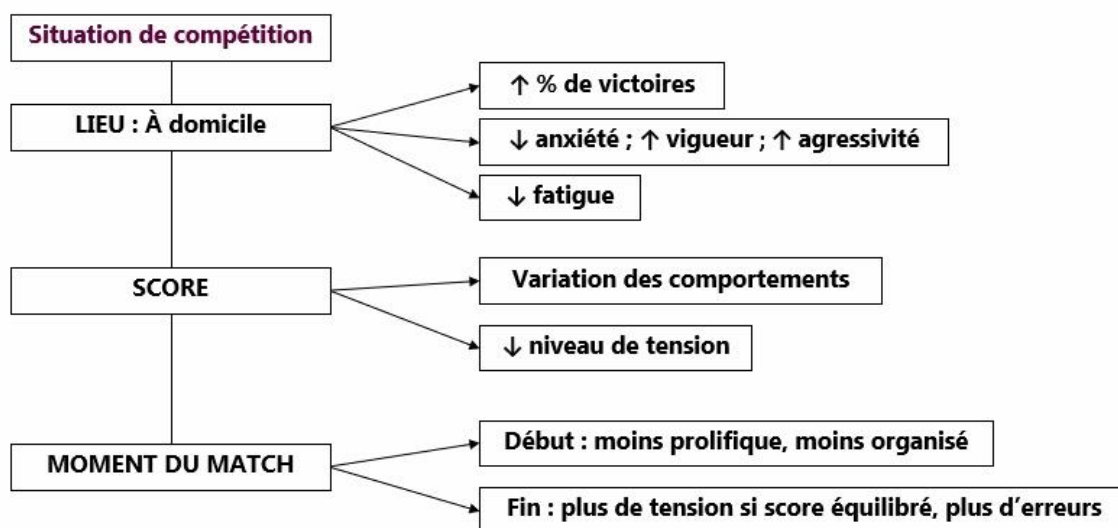 Situation de compétition
LIEU : À domicile
↑ % de victoires
↓ anxiété ; ↑ vigueur ; ↑ agressivité
↓ fatigue
SCORE
Variation des comportements
↓ niveau de tension
MOMENT DU MATCH
Début : moins prolifique, moins organisé
Fin : plus de tension si score équilibré, plus d'erreurs